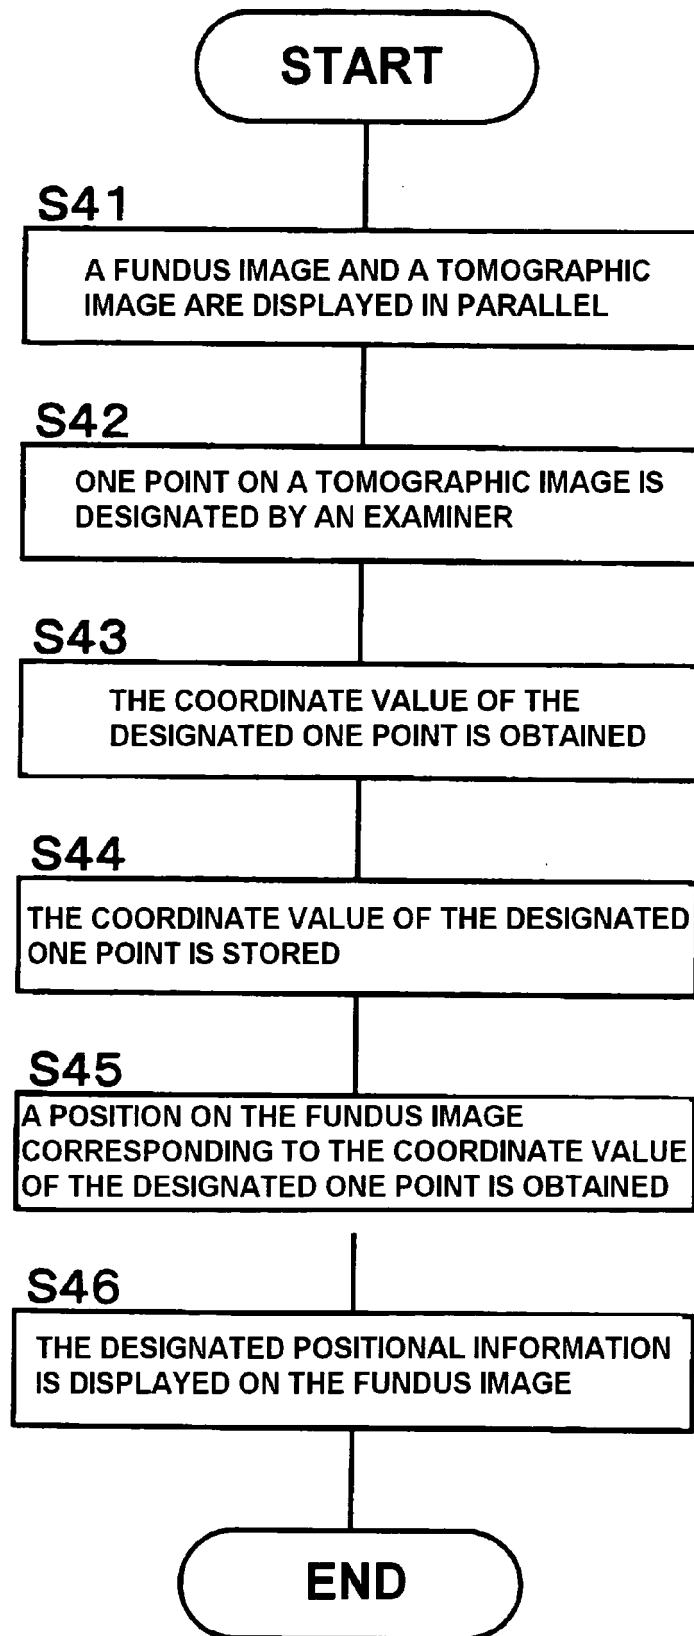 START
S41
A FUNDUS IMAGE AND A TOMOGRAPHIC
IMAGE ARE DISPLAYED IN PARALLEL
S42
ONE POINT ON A TOMOGRAPHIC IMAGE IS
DESIGNATED BY AN EXAMINER
S43
THE COORDINATE VALUE OF THE
DESIGNATED ONE POINT IS OBTAINED
S44
THE COORDINATE VALUE OF THE DESIGNATED
ONE POINT IS STORED
S45
A POSITION ON THE FUNDUS IMAGE
CORRESPONDING TO THE COORDINATE VALUE
OF THE DESIGNATED ONE POINT IS OBTAINED
S46
THE DESIGNATED POSITIONAL INFORMATION
IS DISPLAYED ON THE FUNDUS IMAGE
END